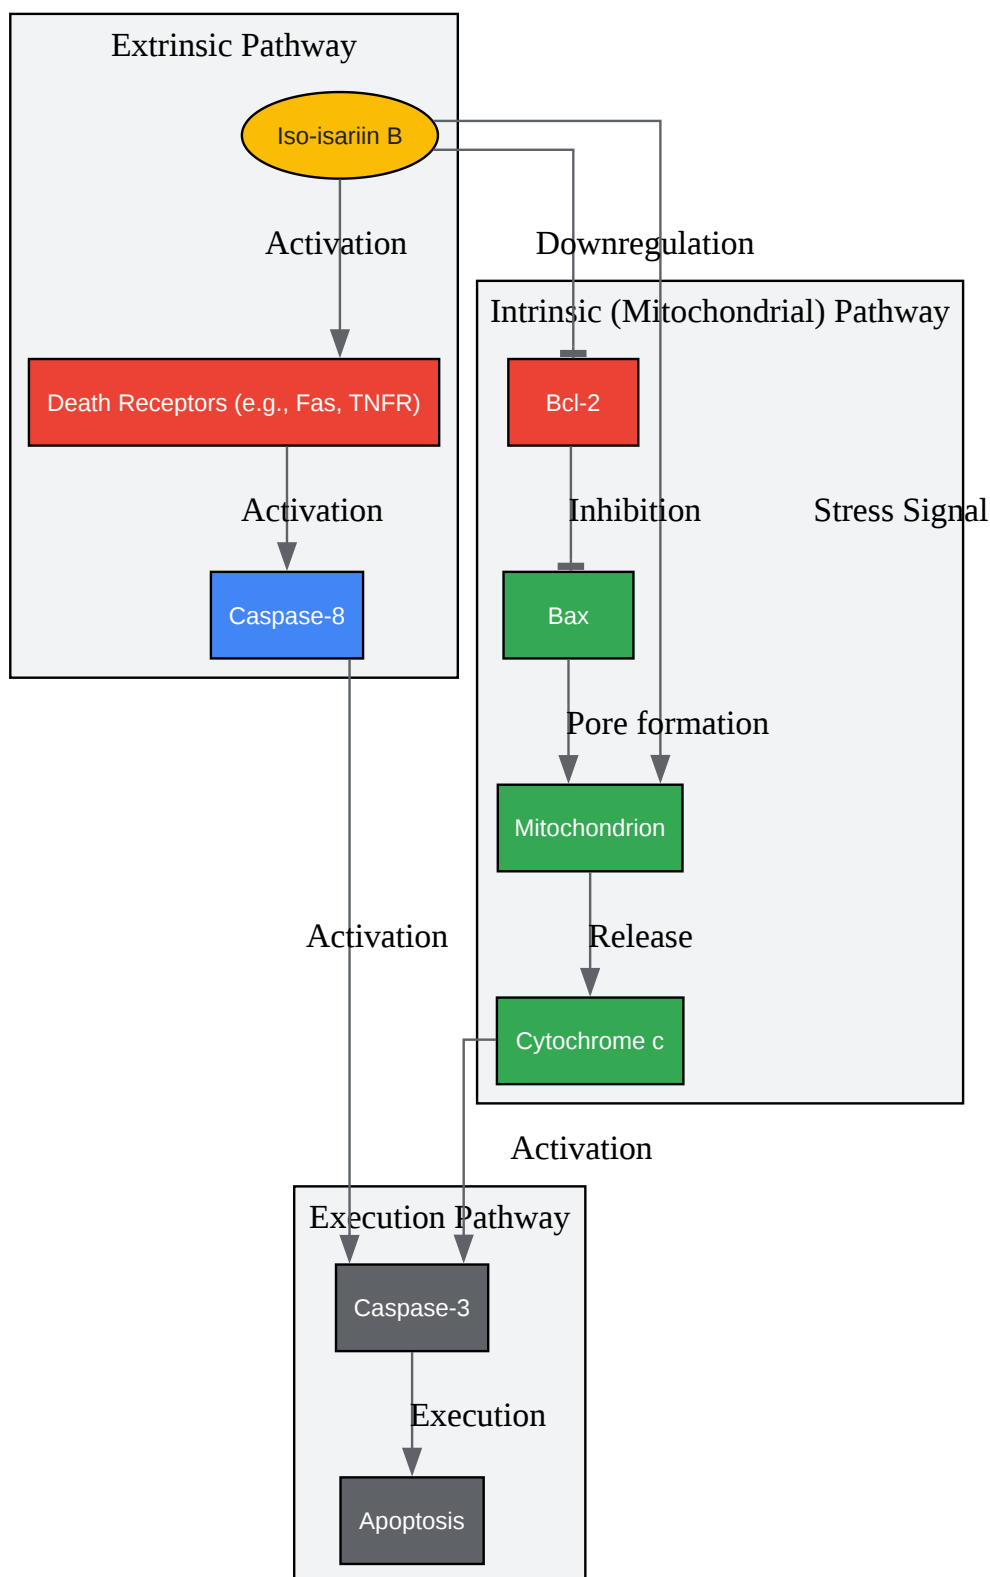 Extrinsic Pathway
Iso-isariin B
Activation
Downregulation
Intrinsic (Mitochondrial) Pathway
Death Receptors (e.g., Fas, TNFR)
Bcl-2
Activation
Inhibition
Stress Signal
Caspase-8
Bax
Pore formation
Mitochondrion
Activation
Release
Cytochrome c
Activation
Execution Pathway
Caspase-3
Execution
Apoptosis